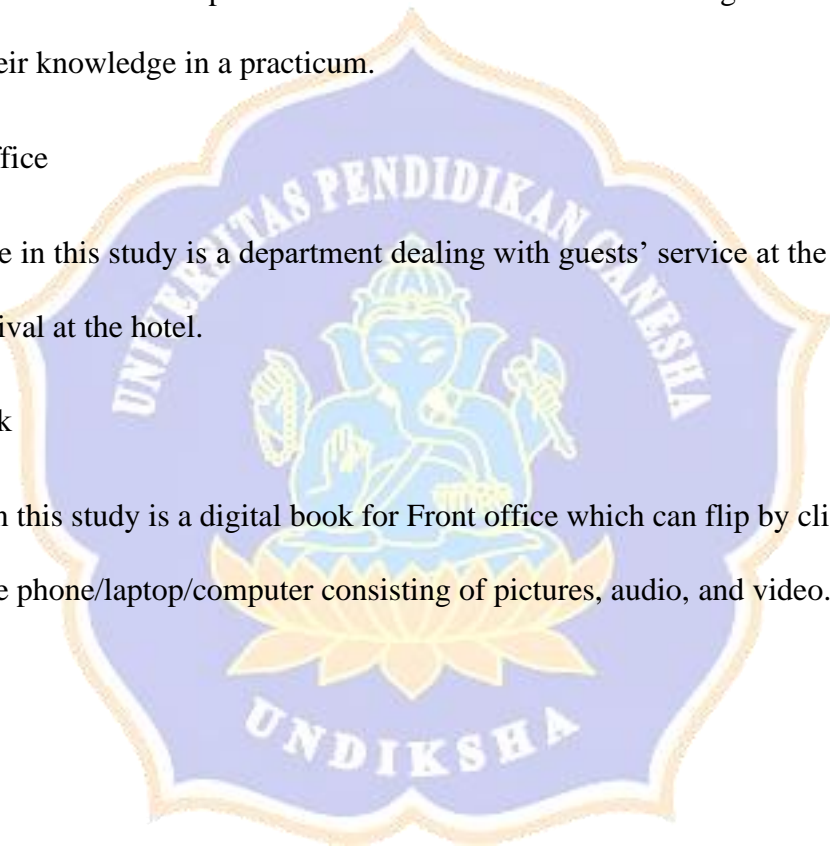 eir knowledge in a practicum.
ffice
e in this study is a department dealing with guests’ service at the
ival at the hotel.
k
n this study is a digital book for Front office which can flip by cli
e phone/laptop/computer consisting of pictures, audio, and video.
UNIVERSITAS PENDIDIKAN GANESHA
UNDIKSHA